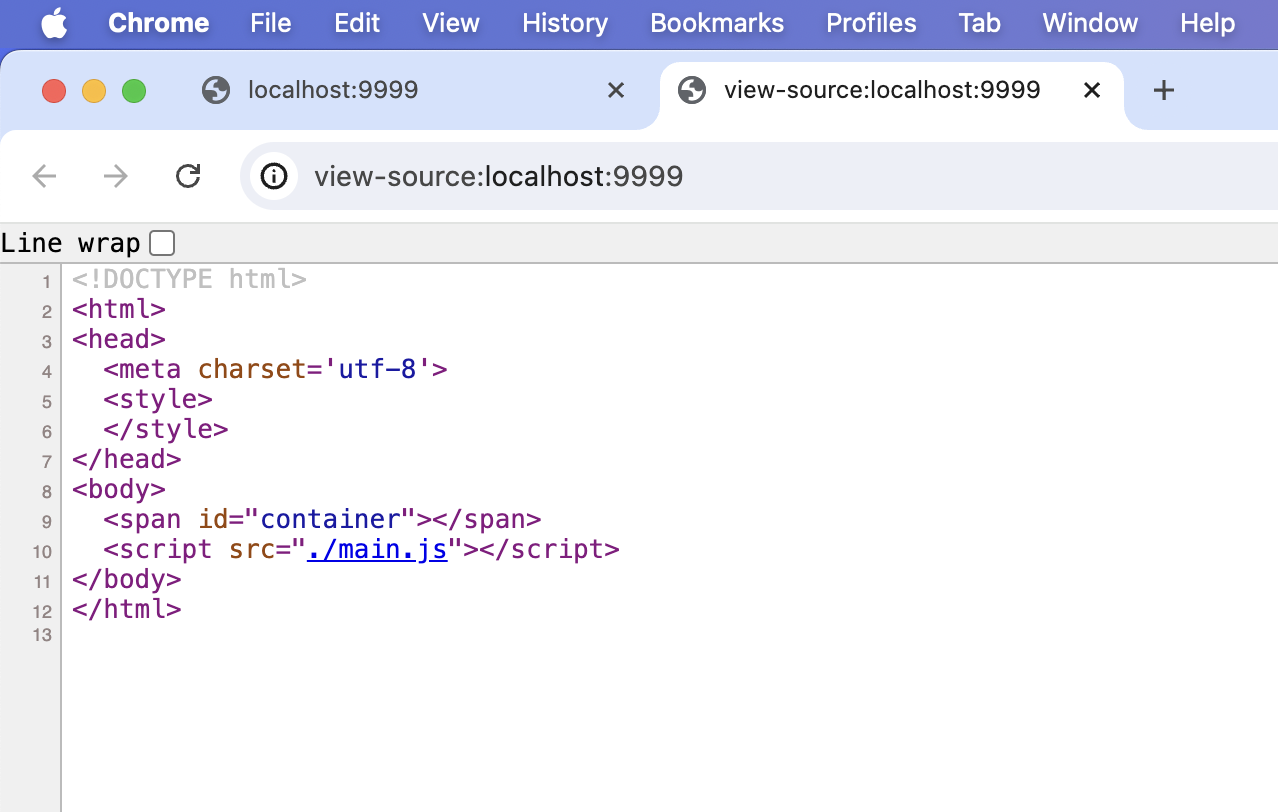 Chrome File Edit View History Bookmarks Profiles Tab Window Help
localhost:9999 view-source:localhost:9999
view-source:localhost:9999
Line wrap
1 <!DOCTYPE html>
2 <html>
3 <head>
4   <meta charset='utf-8'>
5   <style>
6   </style>
7 </head>
8 <body>
9   <span id="container"></span>
10   <script src="./main.js"></script>
11 </body>
12 </html>
13